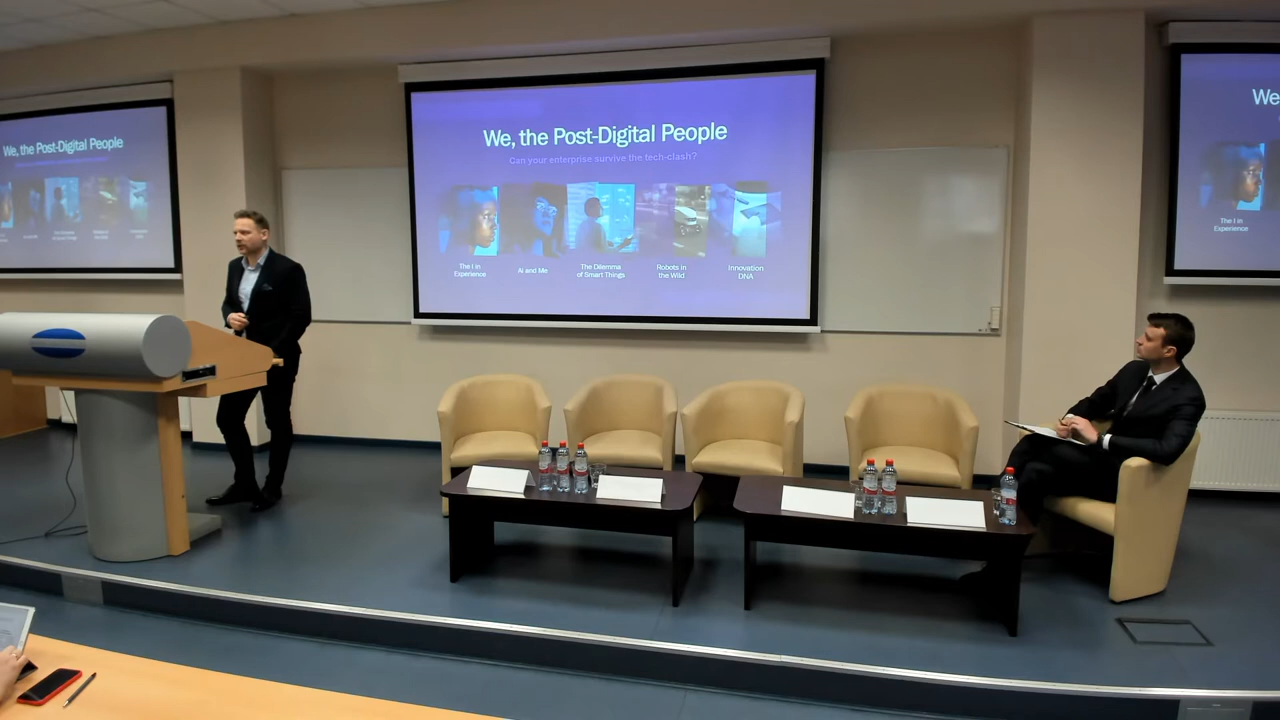 We, the Post-Digital People
We, the Post-Digital People
Can your enterprise survive the tech-clash?
The I in
Experience
AI and Me
The Dilemma
of Smart Things
Robots in
the Wild
Innovation
DNA
We
The I in
Experience